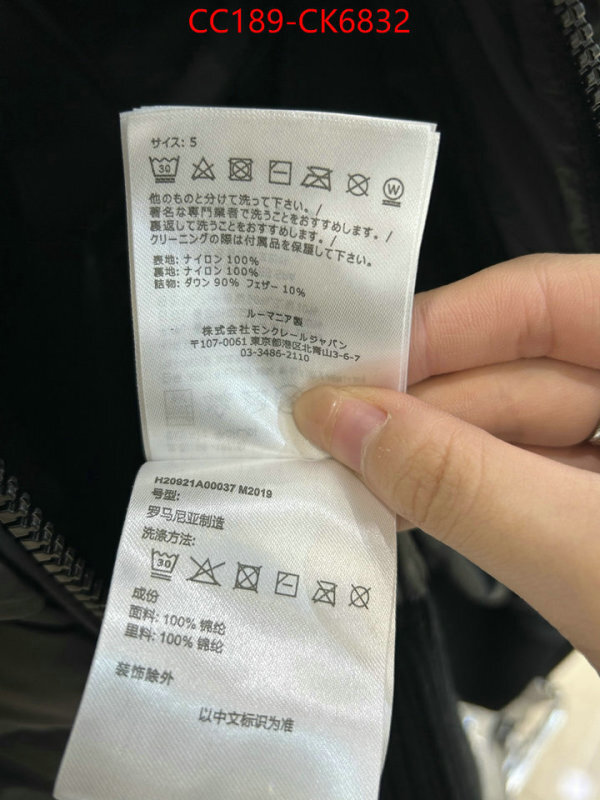 CC189-CK6832
サイズ: 5
30
W
他のものと分けて洗って下さい。/
著名な専門業者で洗うことをおすすめします。/
裏返して洗うことをおすすめします。/
クリーニングの際は付属品を保護して下さい。
表地: ナイロン 100%
裏地: ナイロン 100%
詰物: ダウン 90% フェザー 10%
ルーマニア製
株式会社モンクレールジャパン
〒107-0061 東京都港区北青山3-6-7
03-3486-2110
H20921A00037 M2019
号型:
罗马尼亚制造
洗涤方法:
30
成份
面料: 100% 锦纶
里料: 100% 锦纶
装饰除外
以中文标识为准